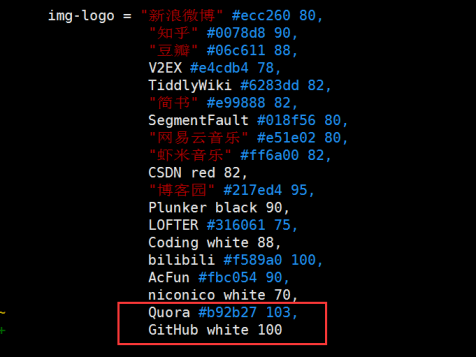 img-logo = "新浪微博" #ecc260 80,
"知乎" #0078d8 90,
"豆瓣" #06c611 88,
V2EX #e4cdb4 78,
TiddlyWiki #6283dd 82,
"简书" #e99888 82,
SegmentFault #018f56 80,
"网易云音乐" #e51e02 80,
"虾米音乐" #ff6a00 82,
CSDN red 82,
"博客园" #217ed4 95,
Plunker black 90,
LOFTER #316061 75,
Coding white 88,
bilibili #f589a0 100,
AcFun #fbc054 90,
niconico white 70,
~ Quora #b92b27 103,
+ GitHub white 100